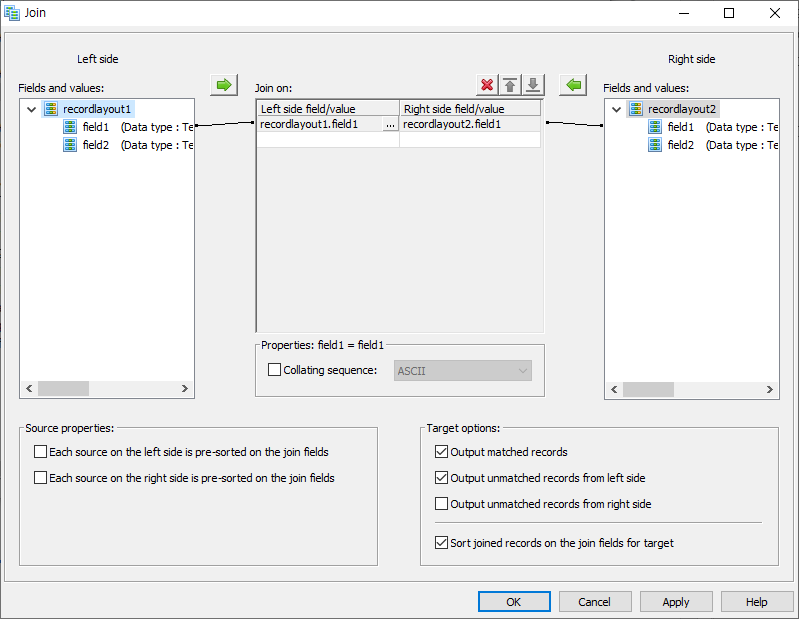 Join
Left side
Right side
Fields and values:
Join on:
Fields and values:
recordlayout1
field1 (Data type : Te
field2 (Data type : Te
Left side field/value
Right side field/value
recordlayout1.field1
...
recordlayout2.field1
recordlayout2
field1 (Data type : Te
field2 (Data type : Te
Properties: field1 = field1
Collating sequence:
ASCII
Source properties:
Each source on the left side is pre-sorted on the join fields
Each source on the right side is pre-sorted on the join fields
Target options:
Output matched records
Output unmatched records from left side
Output unmatched records from right side
Sort joined records on the join fields for target
OK
Cancel
Apply
Help